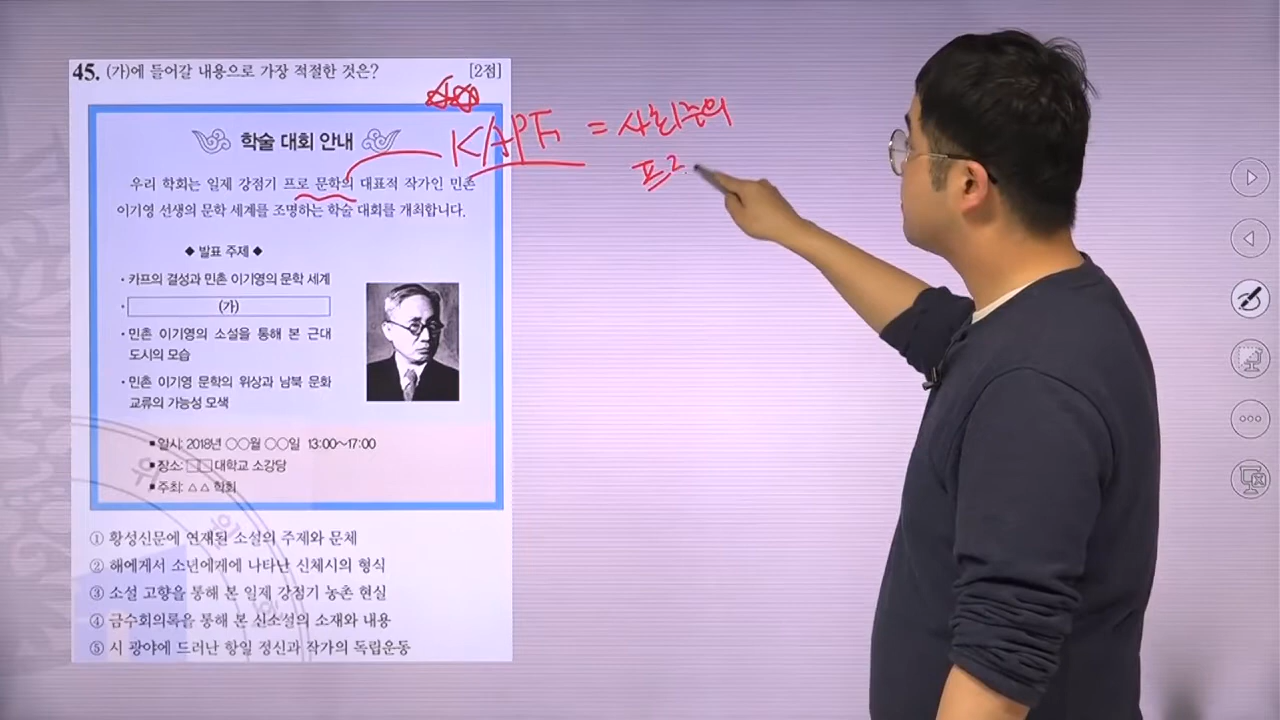 45. (가)에 들어갈 내용으로 가장 적절한 것은? [2점]
학술 대회 안내
KAPF = 사회주의
프
우리 학회는 일제 강점기 프로 문학의 대표적 작가인 민촌
이기영 선생의 문학 세계를 조명하는 학술 대회를 개최합니다.
◆ 발표 주제 ◆
• 카프의 결성과 민촌 이기영의 문학 세계
• (가)
• 민촌 이기영의 소설을 통해 본 근대
도시의 모습
• 민촌 이기영 문학의 위상과 남북 문화
교류의 가능성 모색
■ 일시: 2018년 ○○월 ○○일 13:00~17:00
■ 장소: □□대학교 소강당
■ 주최: △△학회
① 황성신문에 연재된 소설의 주제와 문체
② 해에게서 소년에게에 나타난 신체시의 형식
③ 소설 고향을 통해 본 일제 강점기 농촌 현실
④ 금수회의록을 통해 본 신소설의 소재와 내용
⑤ 시 광야에 드러난 항일 정신과 작가의 독립운동